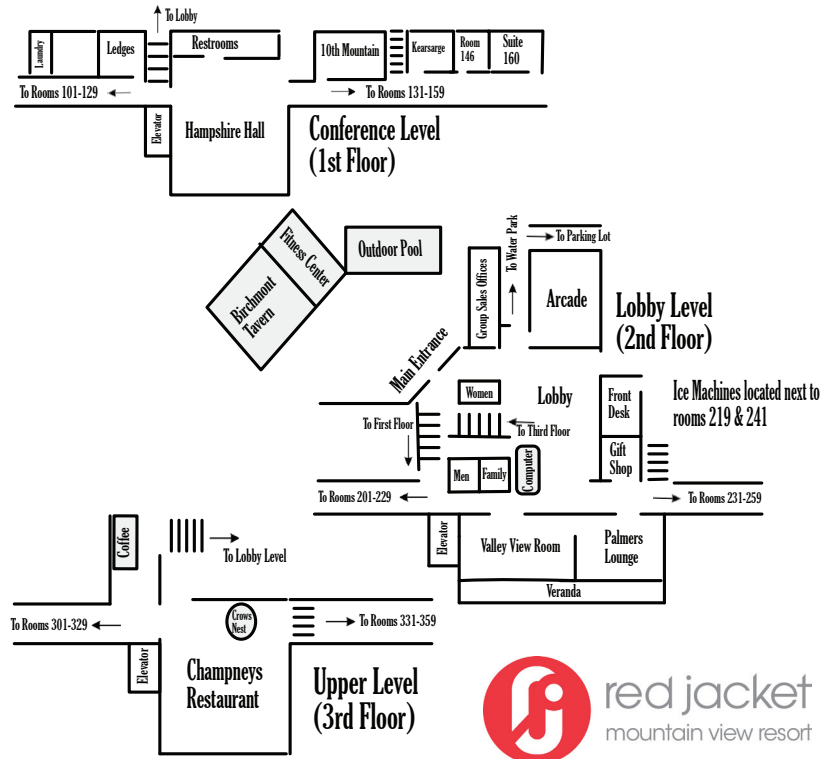 To Lobby
Laundry
Ledges
Restrooms
10th Mountain
Kearsarge
Room
146
Suite
160
To Rooms 101-129
To Rooms 131-159
Elevator
Hampshire Hall
Conference Level
(1st Floor)
Fitness Center
Outdoor Pool
Birchmont
Tavern
Group Sales Offices
To Water Park
To Parking Lot
Arcade
Lobby Level
(2nd Floor)
Main Entrance
Women
Lobby
Front
Desk
Ice Machines located next to
rooms 219 & 241
To First Floor
To Third Floor
Gift
Shop
Men
Family
Computer
To Rooms 201-229
To Rooms 231-259
Elevator
Valley View Room
Palmers
Lounge
Veranda
Coffee
To Lobby Level
To Rooms 301-329
Crows
Nest
To Rooms 331-359
Elevator
Champneys
Restaurant
Upper Level
(3rd Floor)
rj
red jacket
mountain view resort